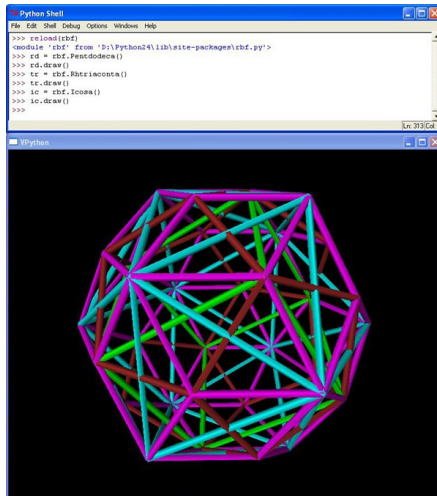 Python Shell
File Edit Shell Debug Options Windows Help
>>> reload(rbf)
<module 'rbf' from 'D:\Python24\lib\site-packages\rbf.py'>
>>> rd = rbf.Pentdodeca()
>>> rd.draw()
>>> tr = rbf.Rhtriaconta()
>>> tr.draw()
>>> ic = rbf.Icosa()
>>> ic.draw()
>>>
Ln: 313 Col
VPython